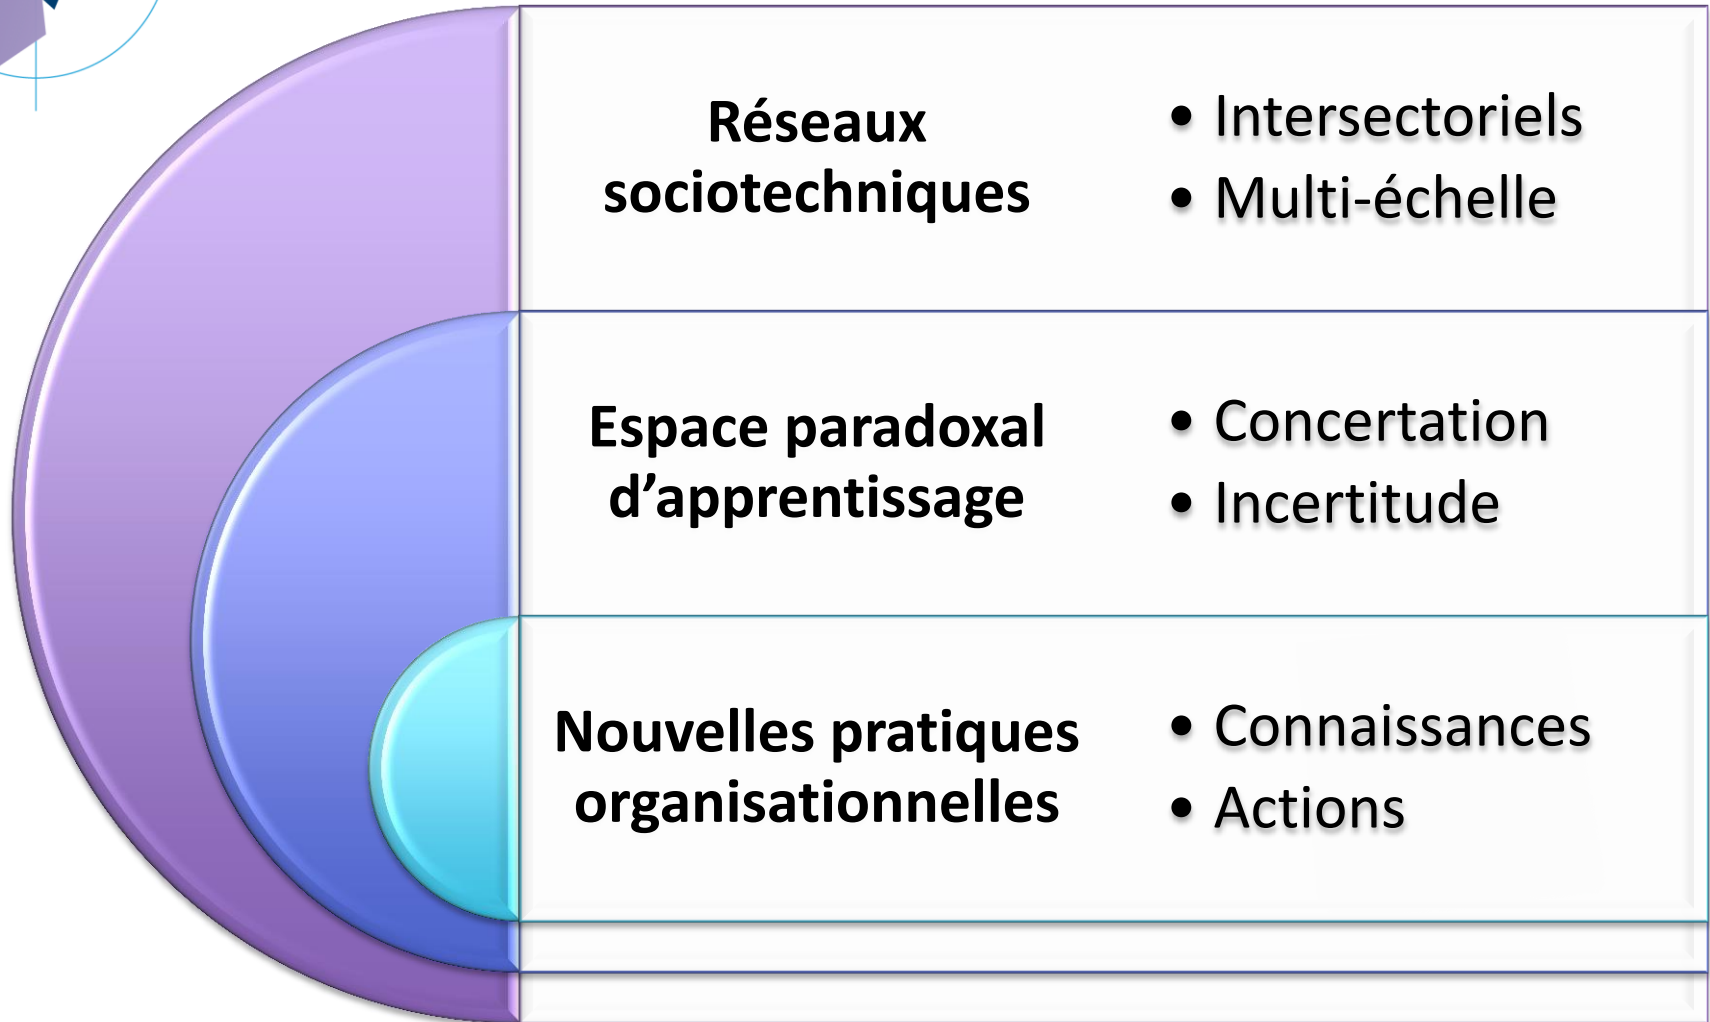 Réseaux
sociotechniques
• Intersectoriels
• Multi-échelle
Espace paradoxal
d’apprentissage
• Concertation
• Incertitude
Nouvelles pratiques
organisationnelles
• Connaissances
• Actions